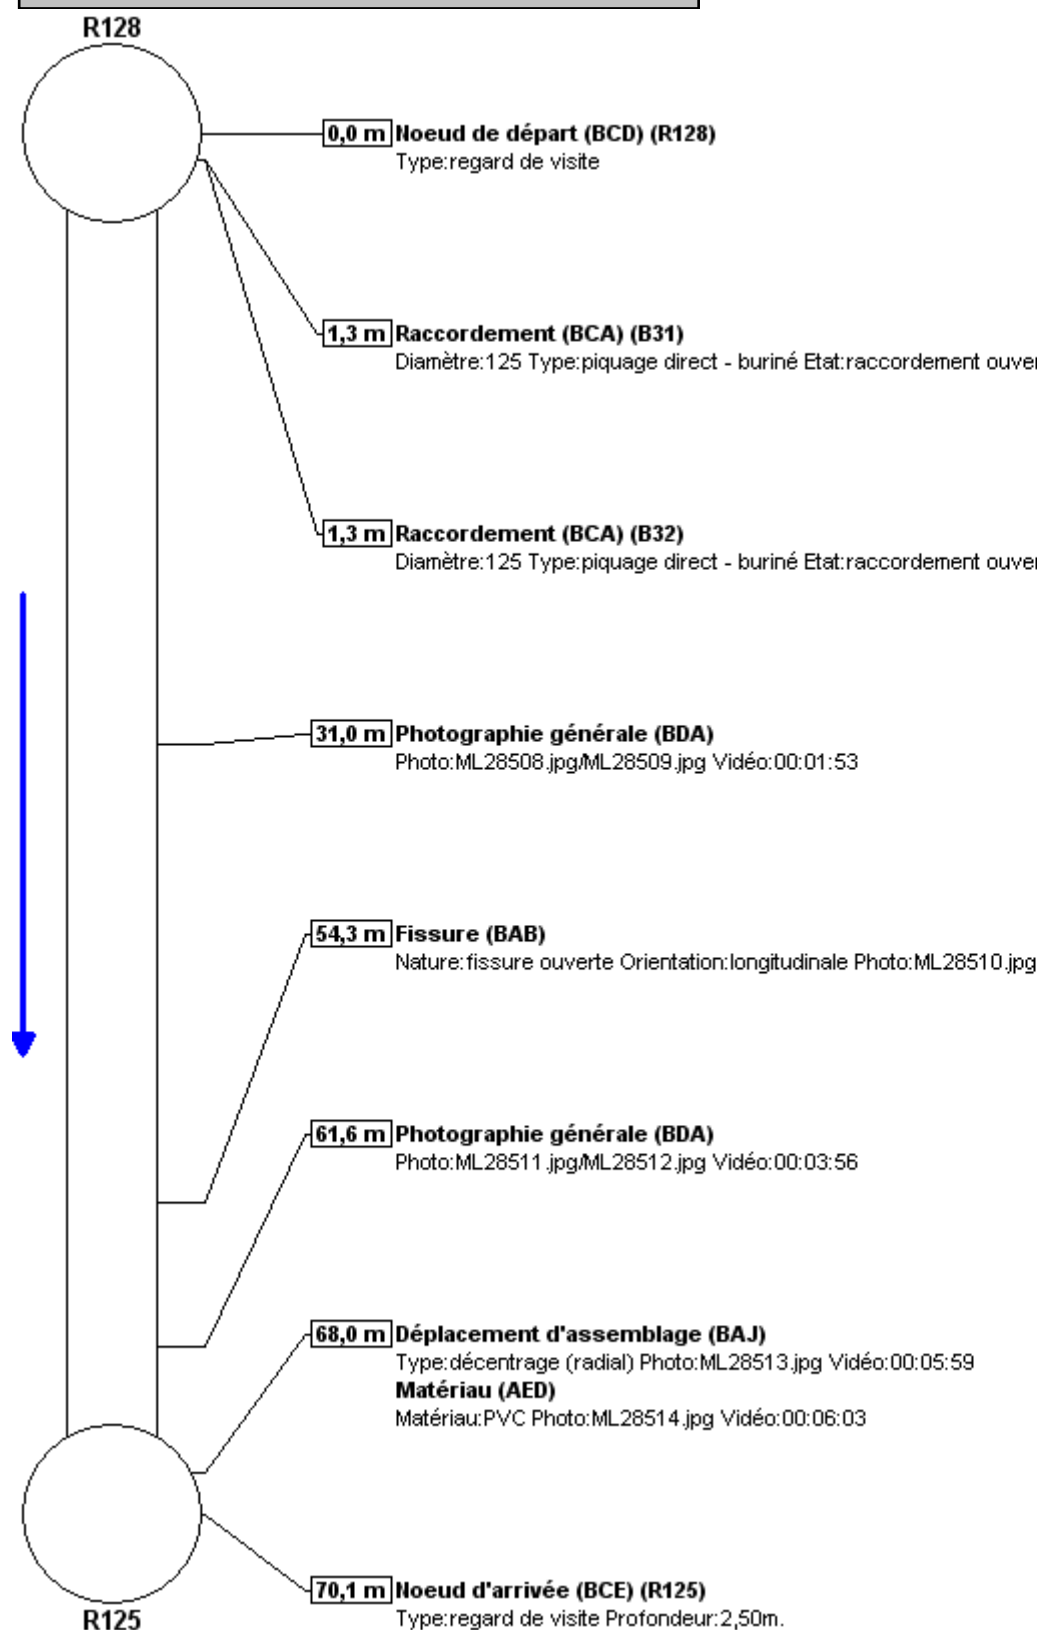 R128
0,0 m Noeud de départ (BCD) (R128)
Type:regard de visite
1,3 m Raccordement (BCA) (B31)
Diamètre:125 Type:piquage direct - buriné Etat:raccordement
1,3 m Raccordement (BCA) (B32)
Diamètre:125 Type:piquage direct - buriné Etat:raccordement
31,0 m Photographie générale (BDA)
Photo:ML28508.jpg/ML28509.jpg Vidéo:00:01:53
54,3 m Fissure (BAB)
Nature:fissure ouverte Orientation:longitudinale Photo:ML28510.jpg
61,6 m Photographie générale (BDA)
Photo:ML28511.jpg/ML28512.jpg Vidéo:00:03:56
68,0 m Déplacement d'assemblage (BAJ)
Type:décentrage (radial) Photo:ML28513.jpg Vidéo:00:05:59
Matériau (AED)
Matériau:PVC Photo:ML28514.jpg Vidéo:00:06:03
70,1 m Noeud d'arrivée (BCE) (R125)
Type:regard de visite Profondeur:2,50m.
R125